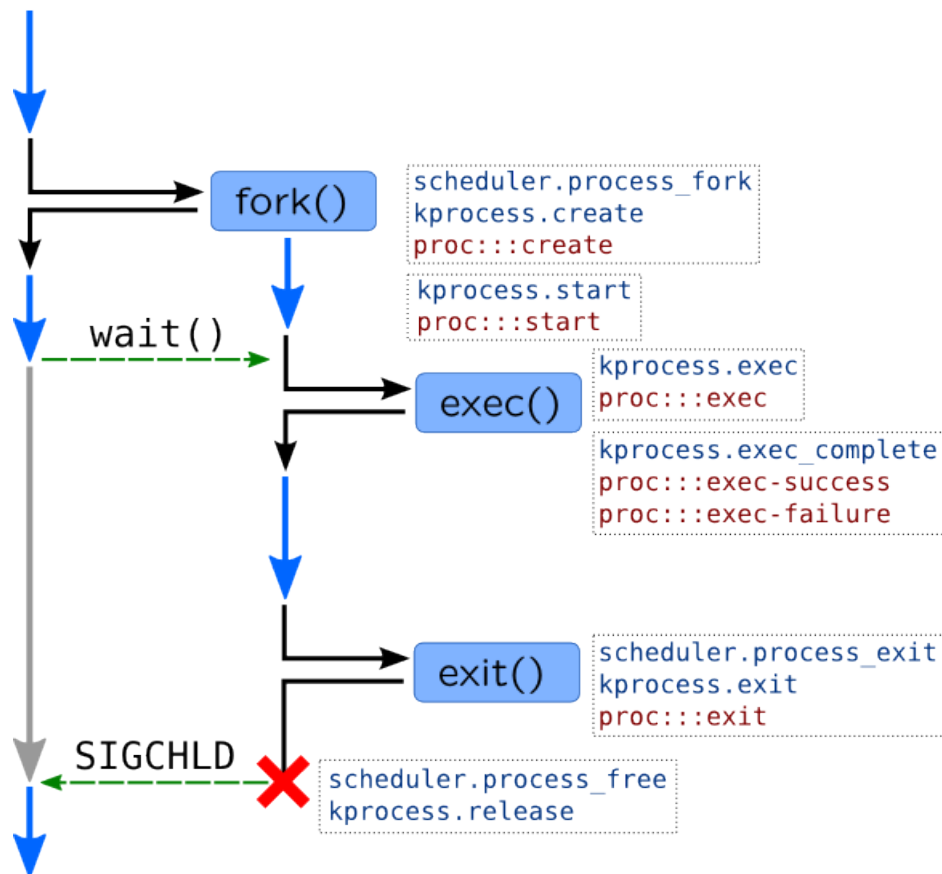 fork()
scheduler.process_fork
kprocess.create
proc:::create
kprocess.start
proc:::start
wait()
exec()
kprocess.exec
proc:::exec
kprocess.exec_complete
proc:::exec-success
proc:::exec-failure
exit()
scheduler.process_exit
kprocess.exit
proc:::exit
SIGCHLD
scheduler.process_free
kprocess.release